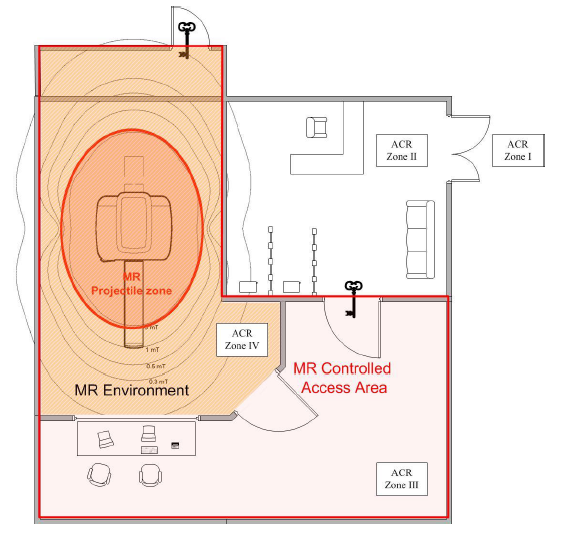 ACR
Zone II
ACR
Zone I
MR
Projectile zone
ACR
Zone IV
1 mT
0.5 mT
0.3 mT
MR Environment
MR Controlled
Access Area
ACR
Zone III